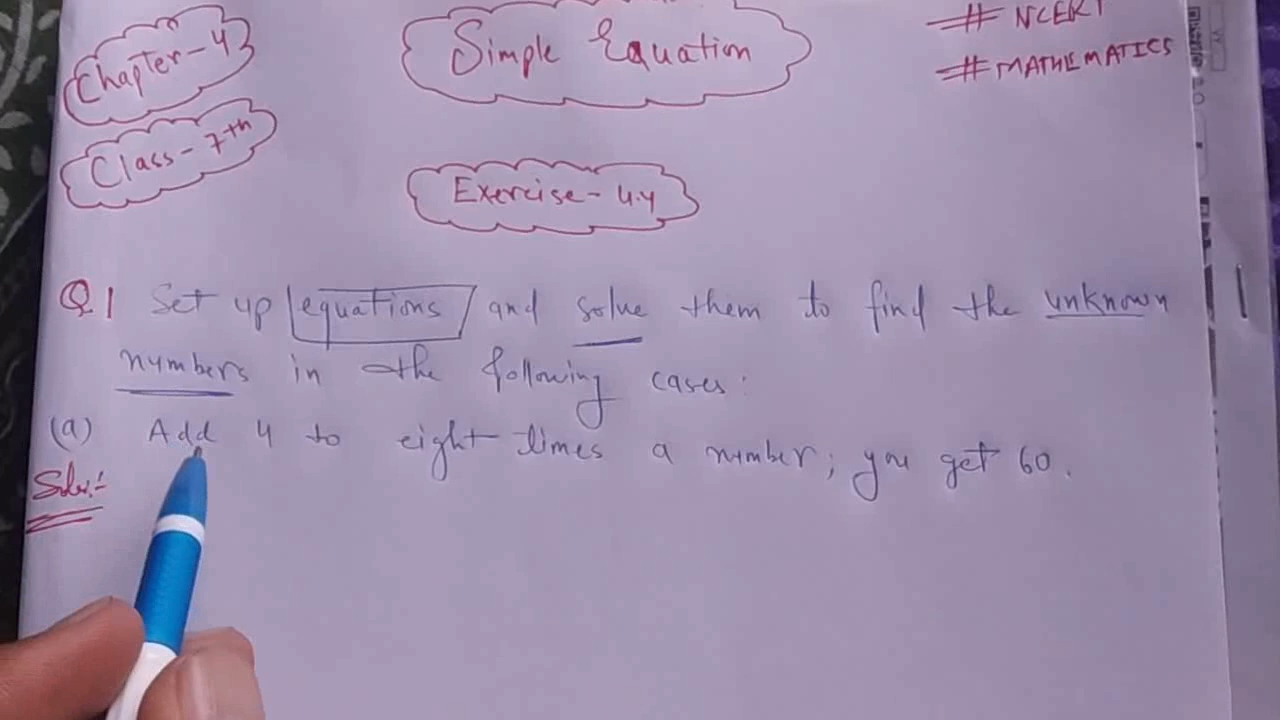 Chapter-4
Simple Equation
# NCERT
# MATHEMATICS
Class-7th
Exercise-4.4
Q1 Set up equations and solve them to find the unknown
numbers in the following cases:
(a) Add 4 to eight times a number; you get 60.
Soln:-